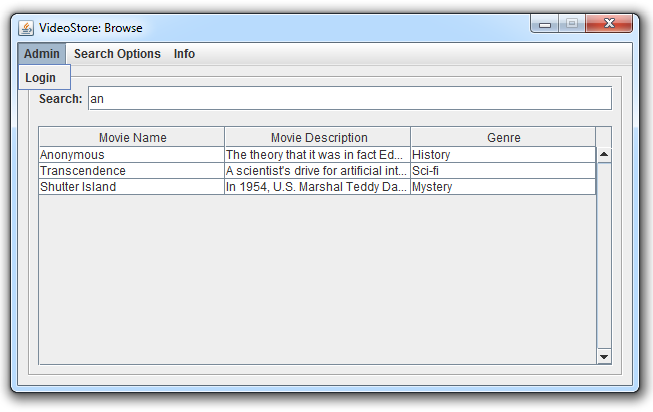 VideoStore: Browse
Admin Search Options Info
Login
Search: an
Movie Name Movie Description Genre
Anonymous The theory that it was in fact Ed... History
Transcendence A scientist's drive for artificial int... Sci-fi
Shutter Island In 1954, U.S. Marshal Teddy Da... Mystery